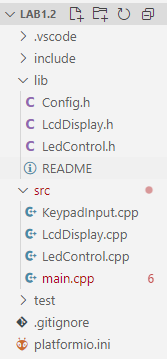 LAB1.2
.vscode
include
lib
Config.h
LcdDisplay.h
LedControl.h
README
src
KeypadInput.cpp
LcdDisplay.cpp
LedControl.cpp
main.cpp 6
test
.gitignore
platformio.ini